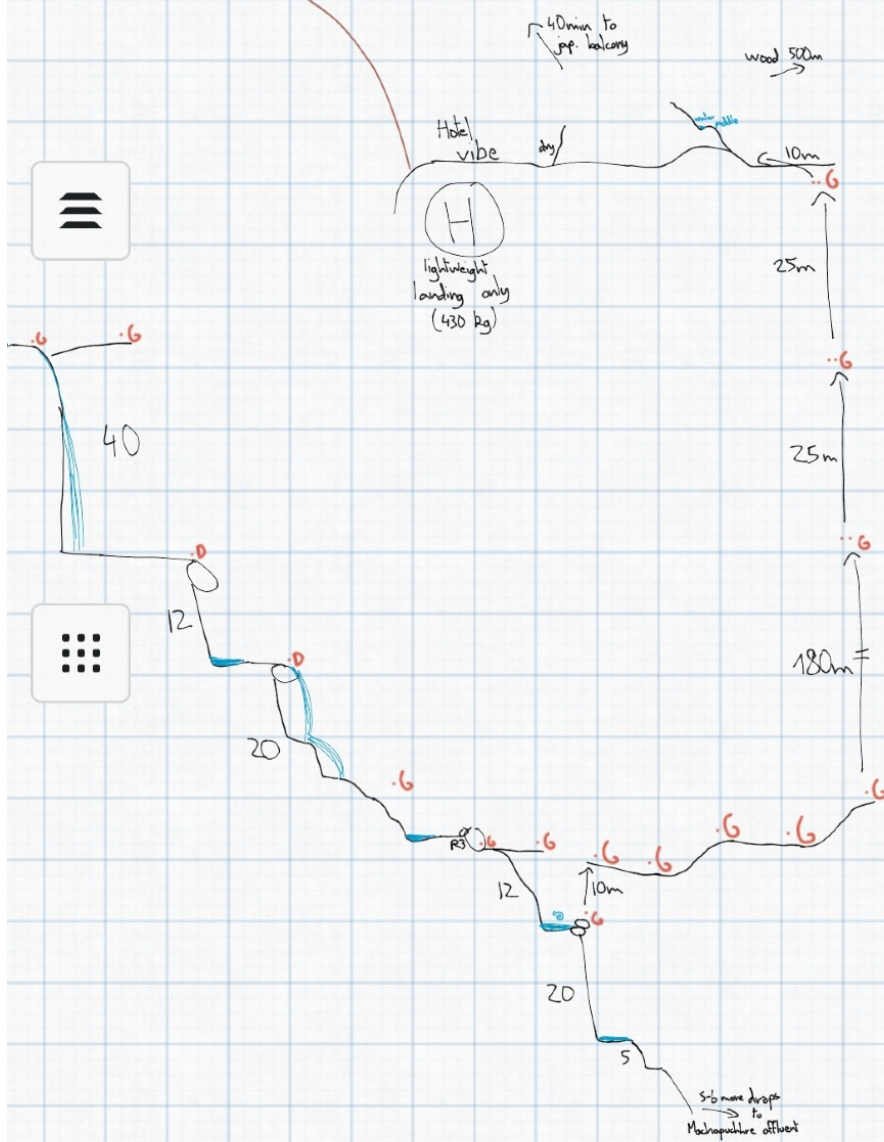 40min to
jap. balcony
wood 500m
Hotel
vibe
dry
water
puddle
10m
..G
H
lightweight
landing only
(430 kg)
25m
..G
.G
.G
40
25m
..G
.D
12
180m
.D
20
.G
.G
R3
.G
.G
.G
.G
.G
.G
12
10m
.G
20
5
5-6 more drops
to
Machapuchhre affluent